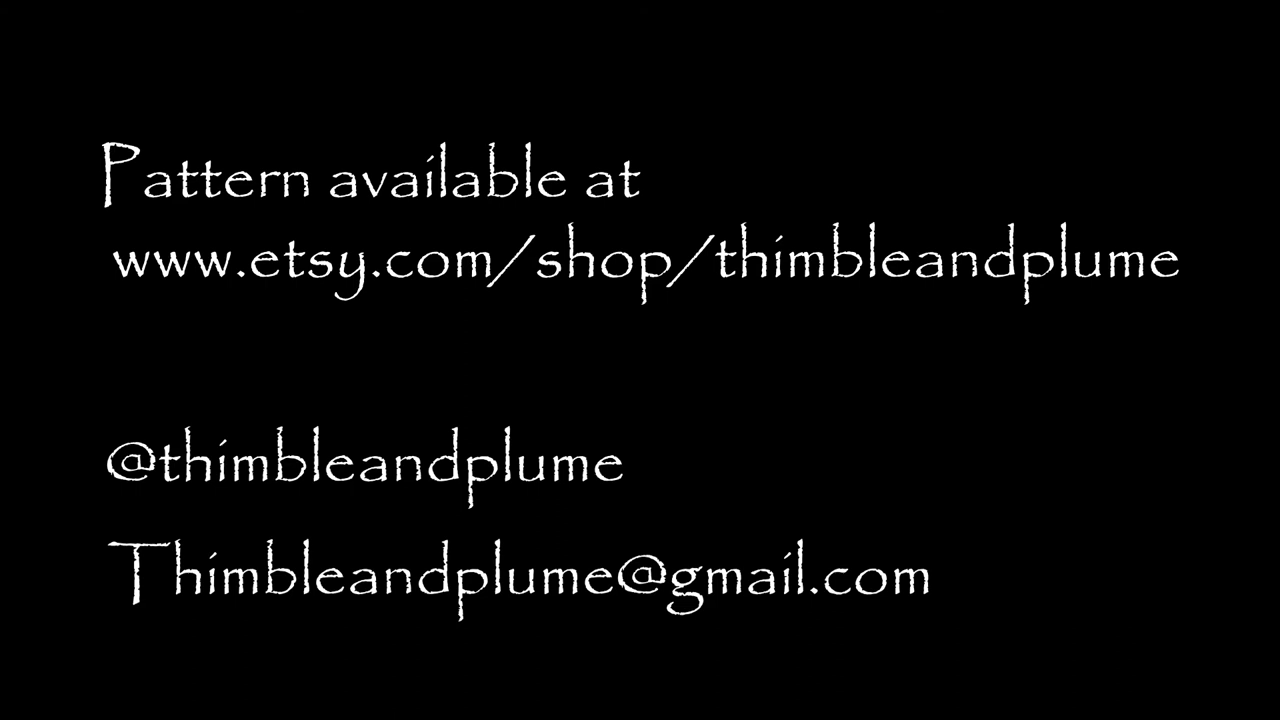 Pattern available at
www.etsy.com/shop/thimbleandplume
@thimbleandplume
Thimbleandplume@gmail.com